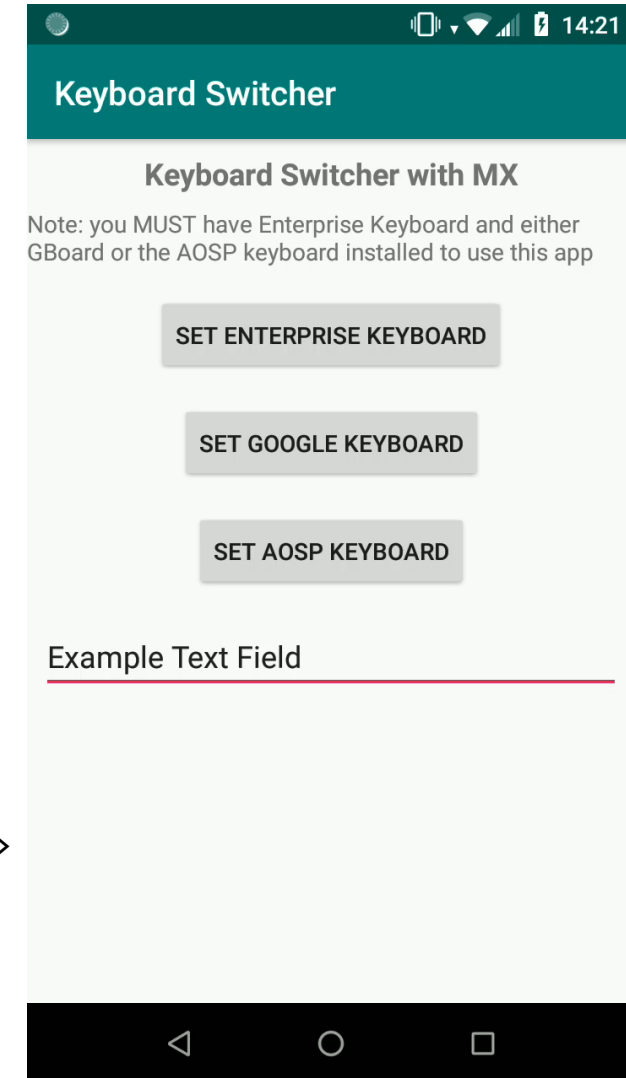 14:21
Keyboard Switcher
Keyboard Switcher with MX
Note: you MUST have Enterprise Keyboard and either
GBoard or the AOSP keyboard installed to use this app
SET ENTERPRISE KEYBOARD
SET GOOGLE KEYBOARD
SET AOSP KEYBOARD
Example Text Field